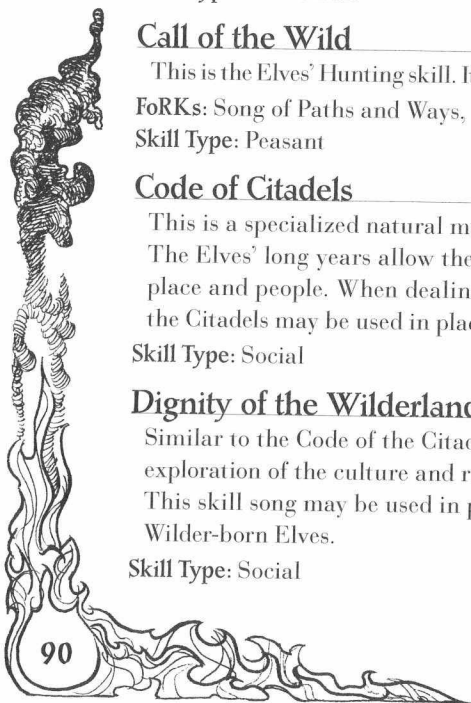 Call of the Wild
This is the Elves' Hunting skill. I
FoRKs: Song of Paths and Ways,
Skill Type: Peasant
Code of Citadels
This is a specialized natural m
The Elves' long years allow the
place and people. When dealin
the Citadels may be used in plac
Skill Type: Social
Dignity of the Wilderland
Similar to the Code of the Citad
exploration of the culture and r
This skill song may be used in p
Wilder-born Elves.
Skill Type: Social
90